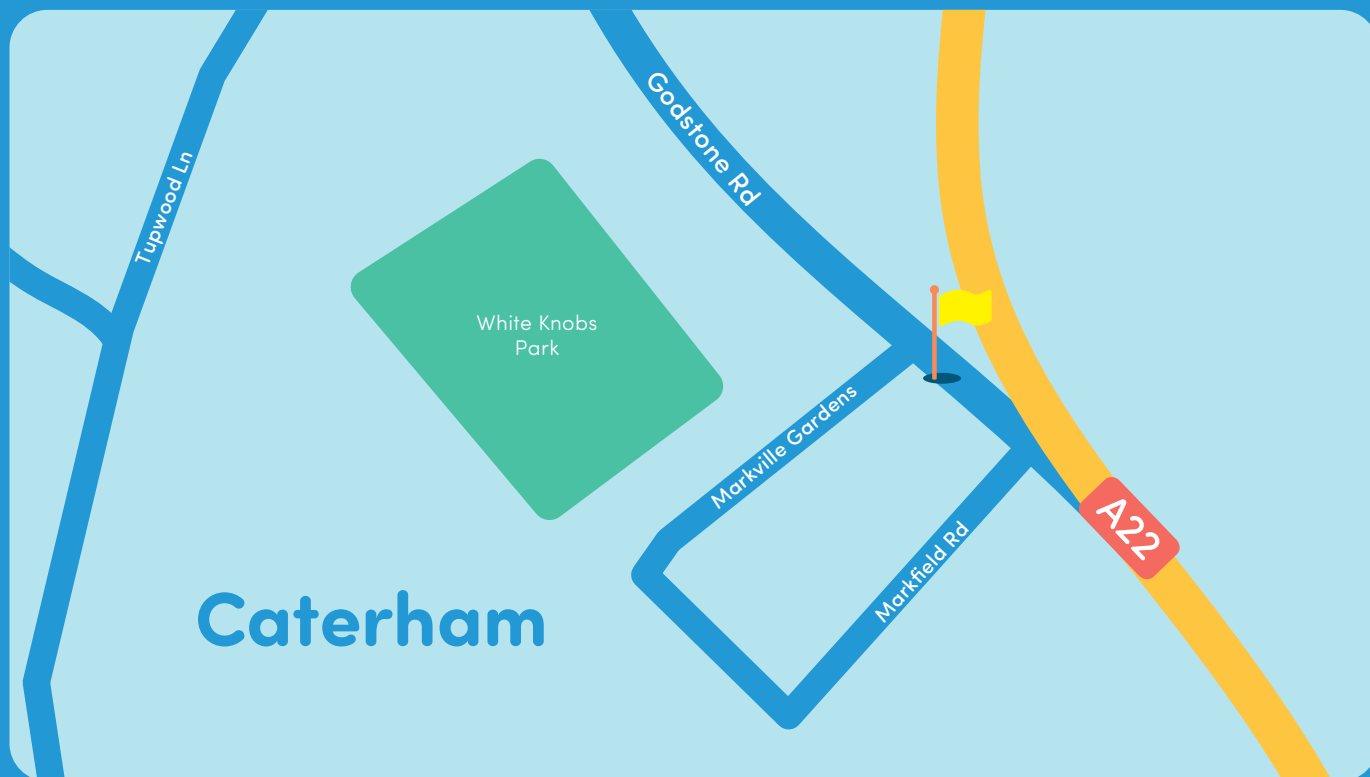 Godstone Rd
Tupwood Ln
White Knobs
Park
Markville Gardens
A22
Markfield Rd
Caterham